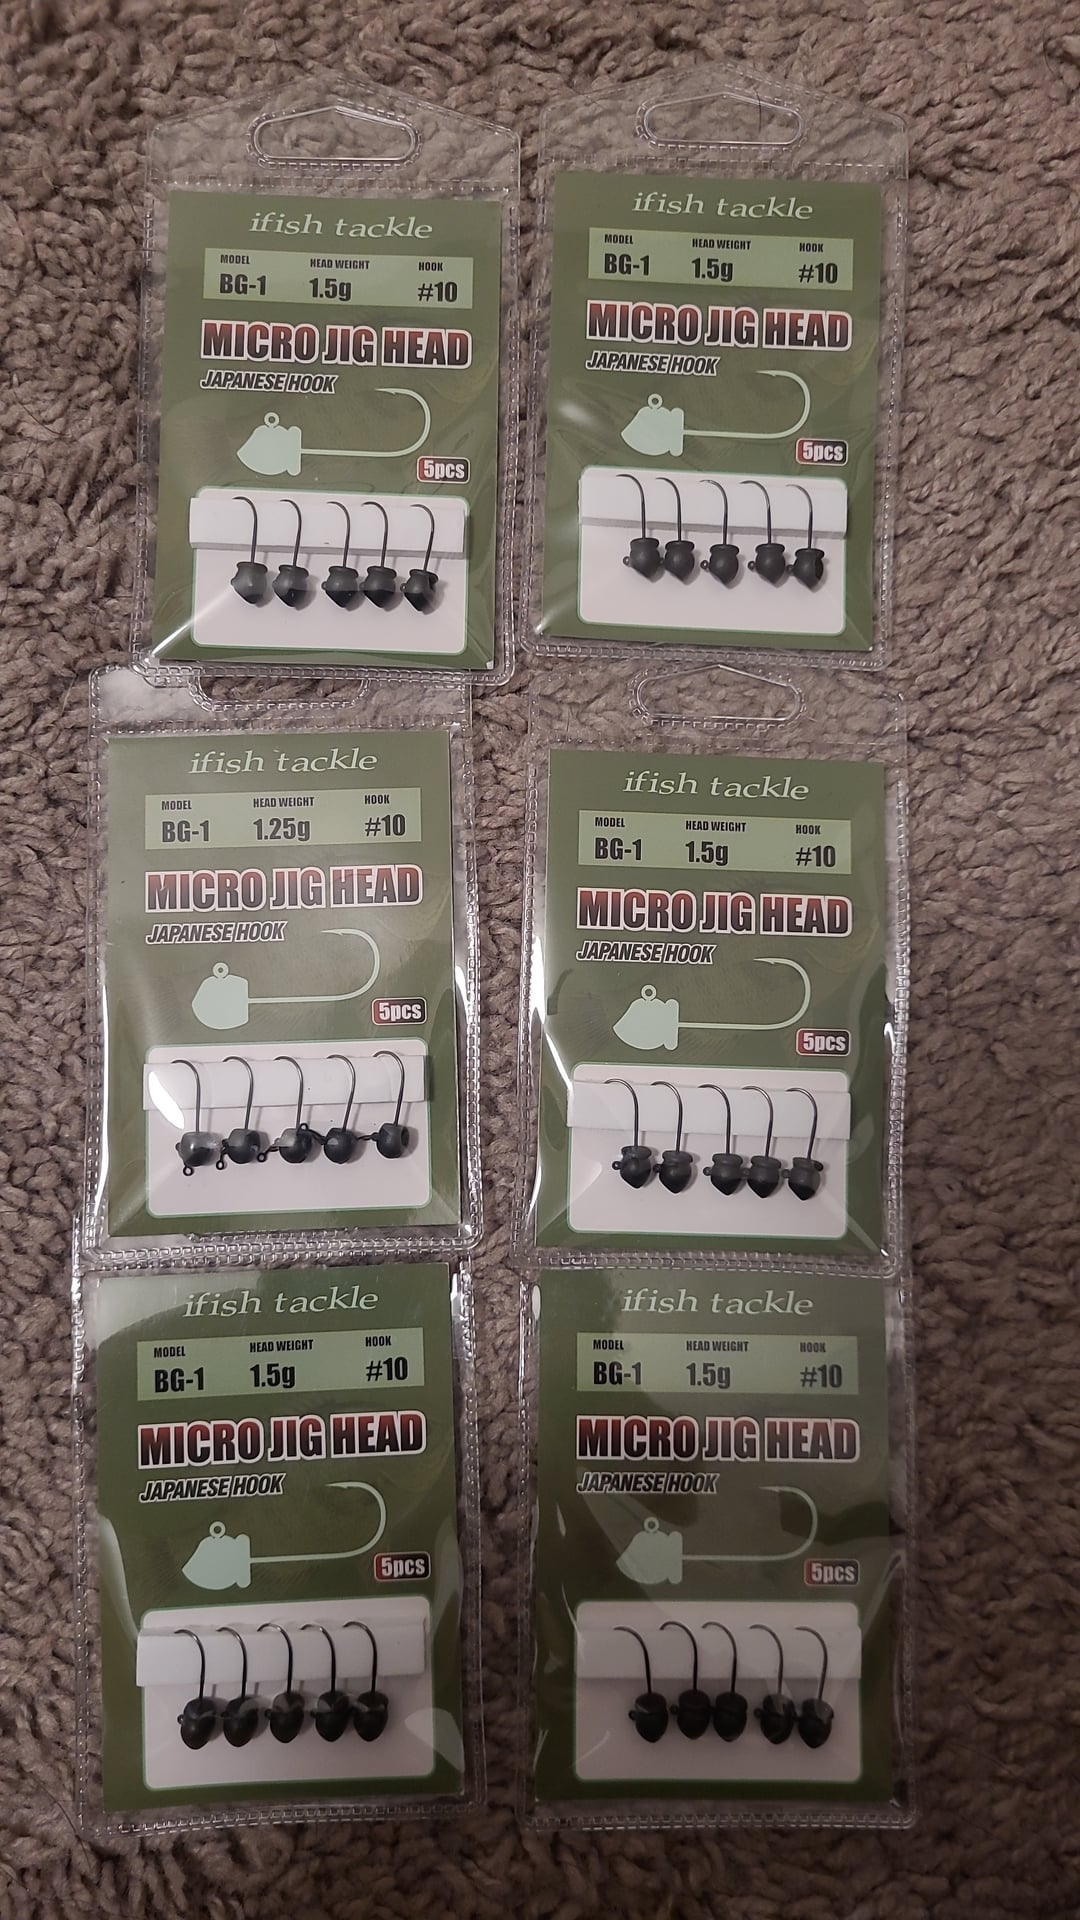 ifish tackle
MODEL HEAD WEIGHT HOOK
BG-1 1.5g #10
MICRO JIG HEAD
JAPANESE HOOK
5pcs
ifish tackle
MODEL HEAD WEIGHT HOOK
BG-1 1.5g #10
MICRO JIG HEAD
JAPANESE HOOK
5pcs
ifish tackle
MODEL HEAD WEIGHT HOOK
BG-1 1.25g #10
MICRO JIG HEAD
JAPANESE HOOK
5pcs
ifish tackle
MODEL HEAD WEIGHT HOOK
BG-1 1.5g #10
MICRO JIG HEAD
JAPANESE HOOK
5pcs
ifish tackle
MODEL HEAD WEIGHT HOOK
BG-1 1.5g #10
MICRO JIG HEAD
JAPANESE HOOK
5pcs
ifish tackle
MODEL HEAD WEIGHT HOOK
BG-1 1.5g #10
MICRO JIG HEAD
JAPANESE HOOK
5pcs